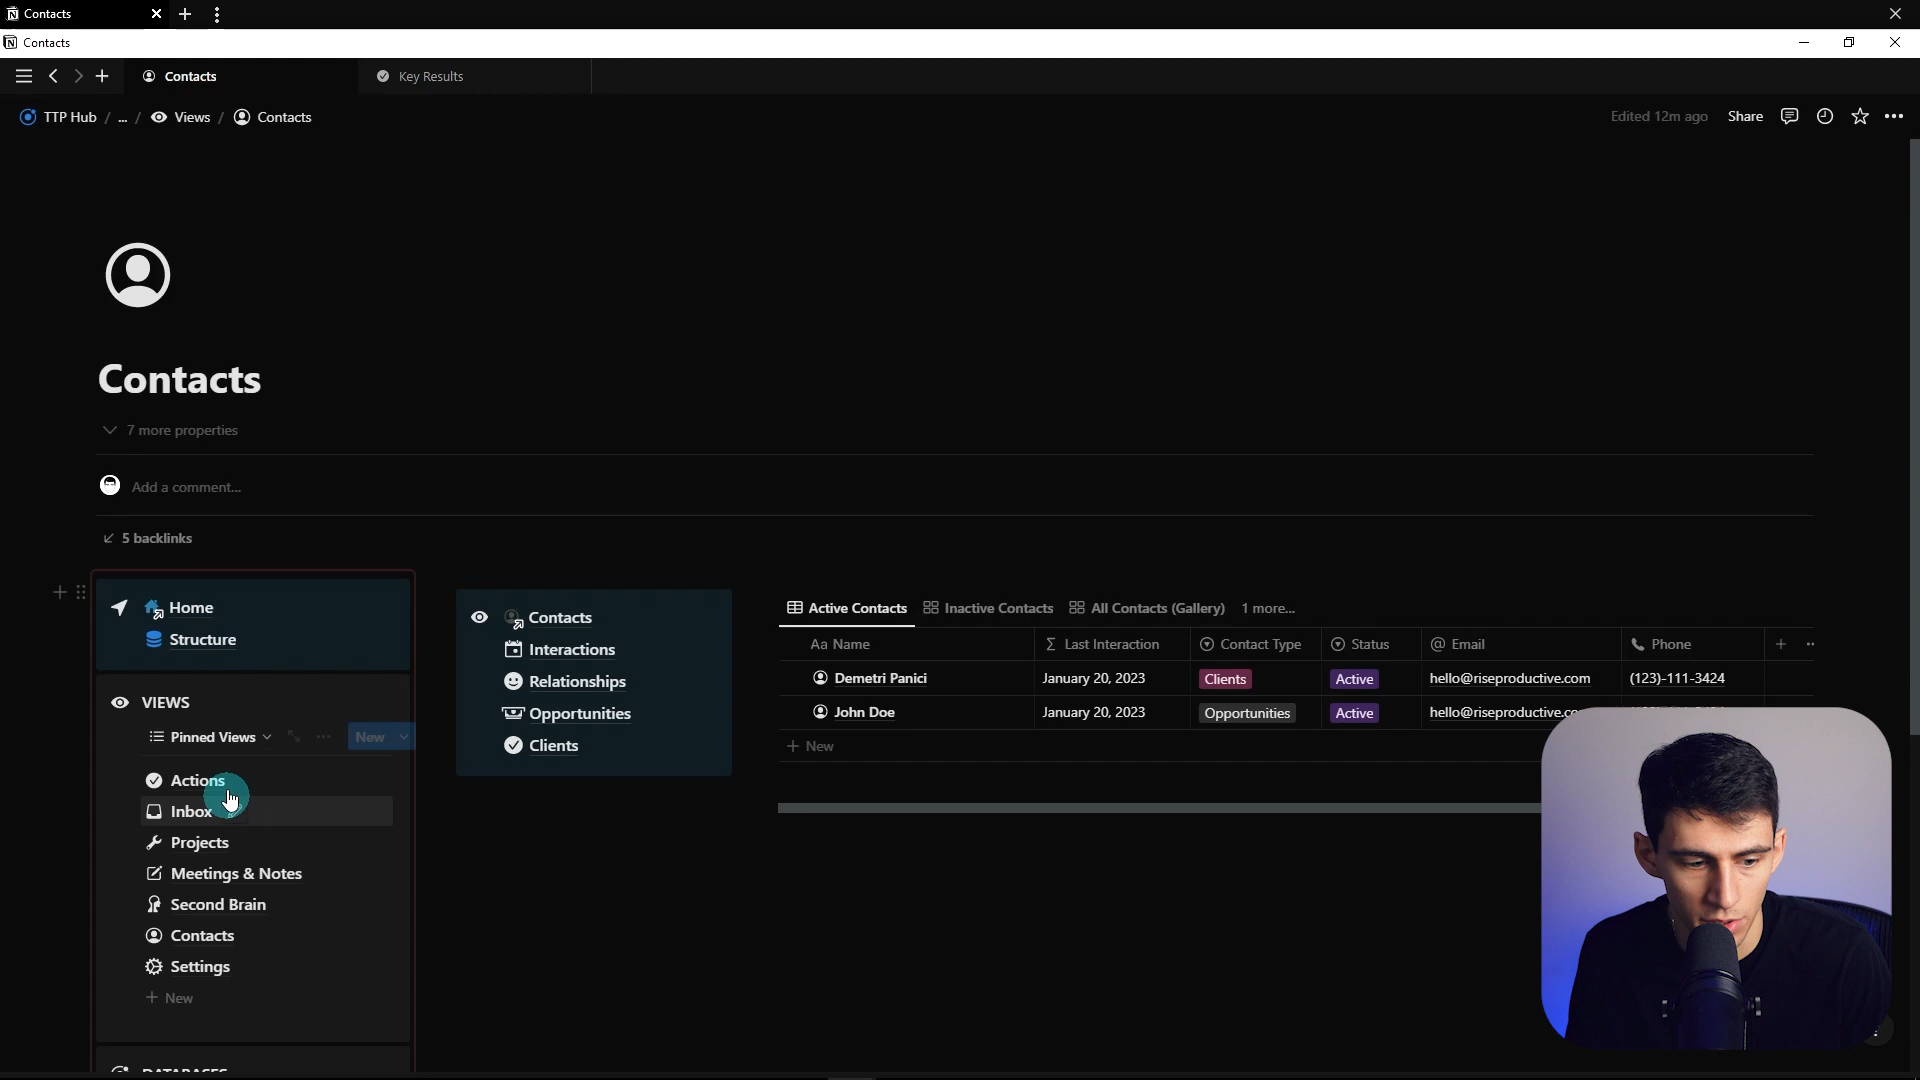 Contacts
Contacts
Contacts
Key Results
TTP Hub / ... / Views / Contacts
Edited 12m ago
Share
Contacts
7 more properties
Add a comment...
5 backlinks
Home
Structure
VIEWS
Pinned Views
New
Actions
Inbox
Projects
Meetings & Notes
Second Brain
Contacts
Settings
+ New
Contacts
Interactions
Relationships
Opportunities
Clients
Active Contacts
Inactive Contacts
All Contacts (Gallery)
1 more...
Aa Name
Σ Last Interaction
Contact Type
Status
@ Email
Phone
Demetri Panici
January 20, 2023
Clients
Active
hello@riseproductive.com
(123)-111-3424
John Doe
January 20, 2023
Opportunities
Active
+ New